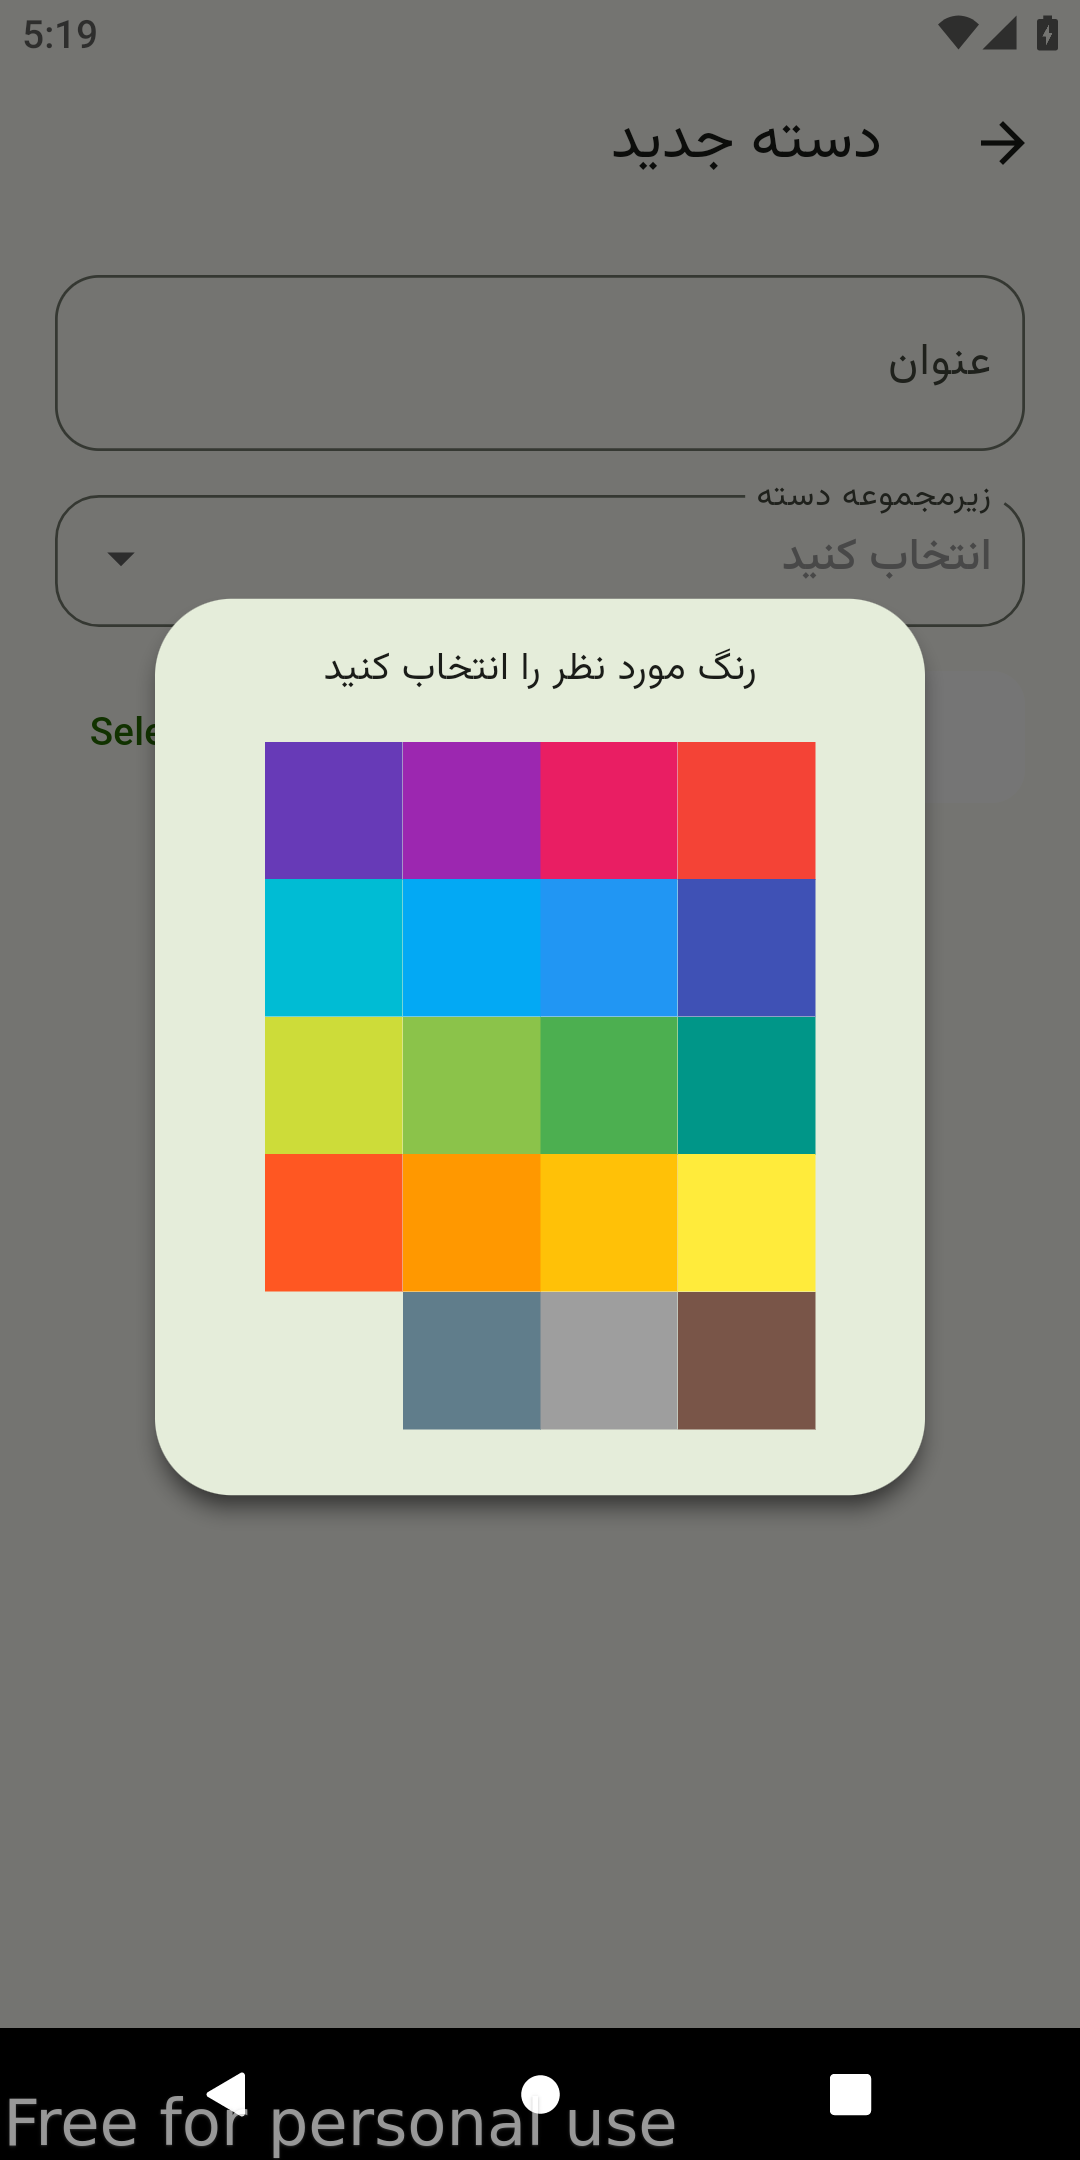 5:19
دسته جدید
عنوان
زیرمجموعه دسته
انتخاب کنید
رنگ مورد نظر را انتخاب کنید
Sele
Free for personal use